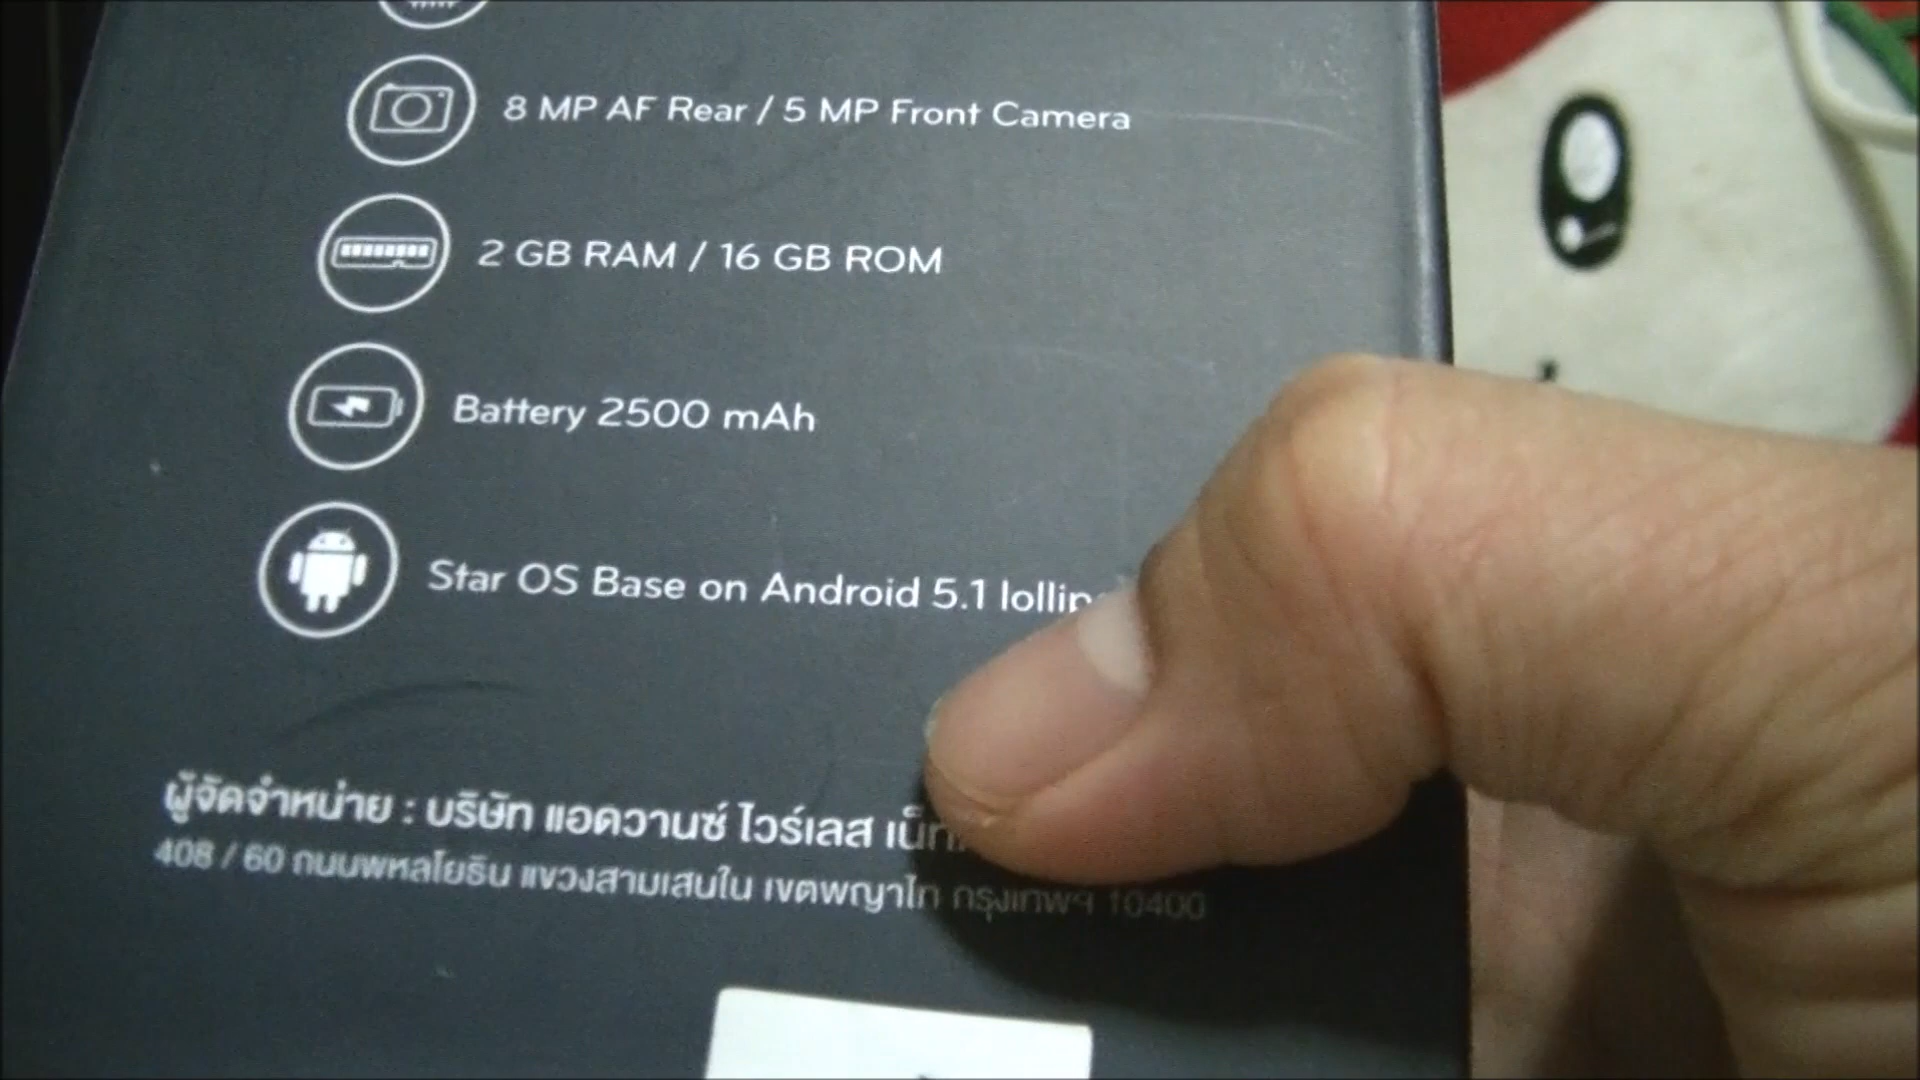 8 MP AF Rear / 5 MP Front Camera
2 GB RAM / 16 GB ROM
Battery 2500 mAh
Star OS Base on Android 5.1
ผู้จัดจำหน่าย : บริษัท แอดวานซ์ ไวร์เลส
408 / 60 ถนนพหลโยธิน แขวงสามเสนใน เขตพญาไท กรุงเทพฯ 10400